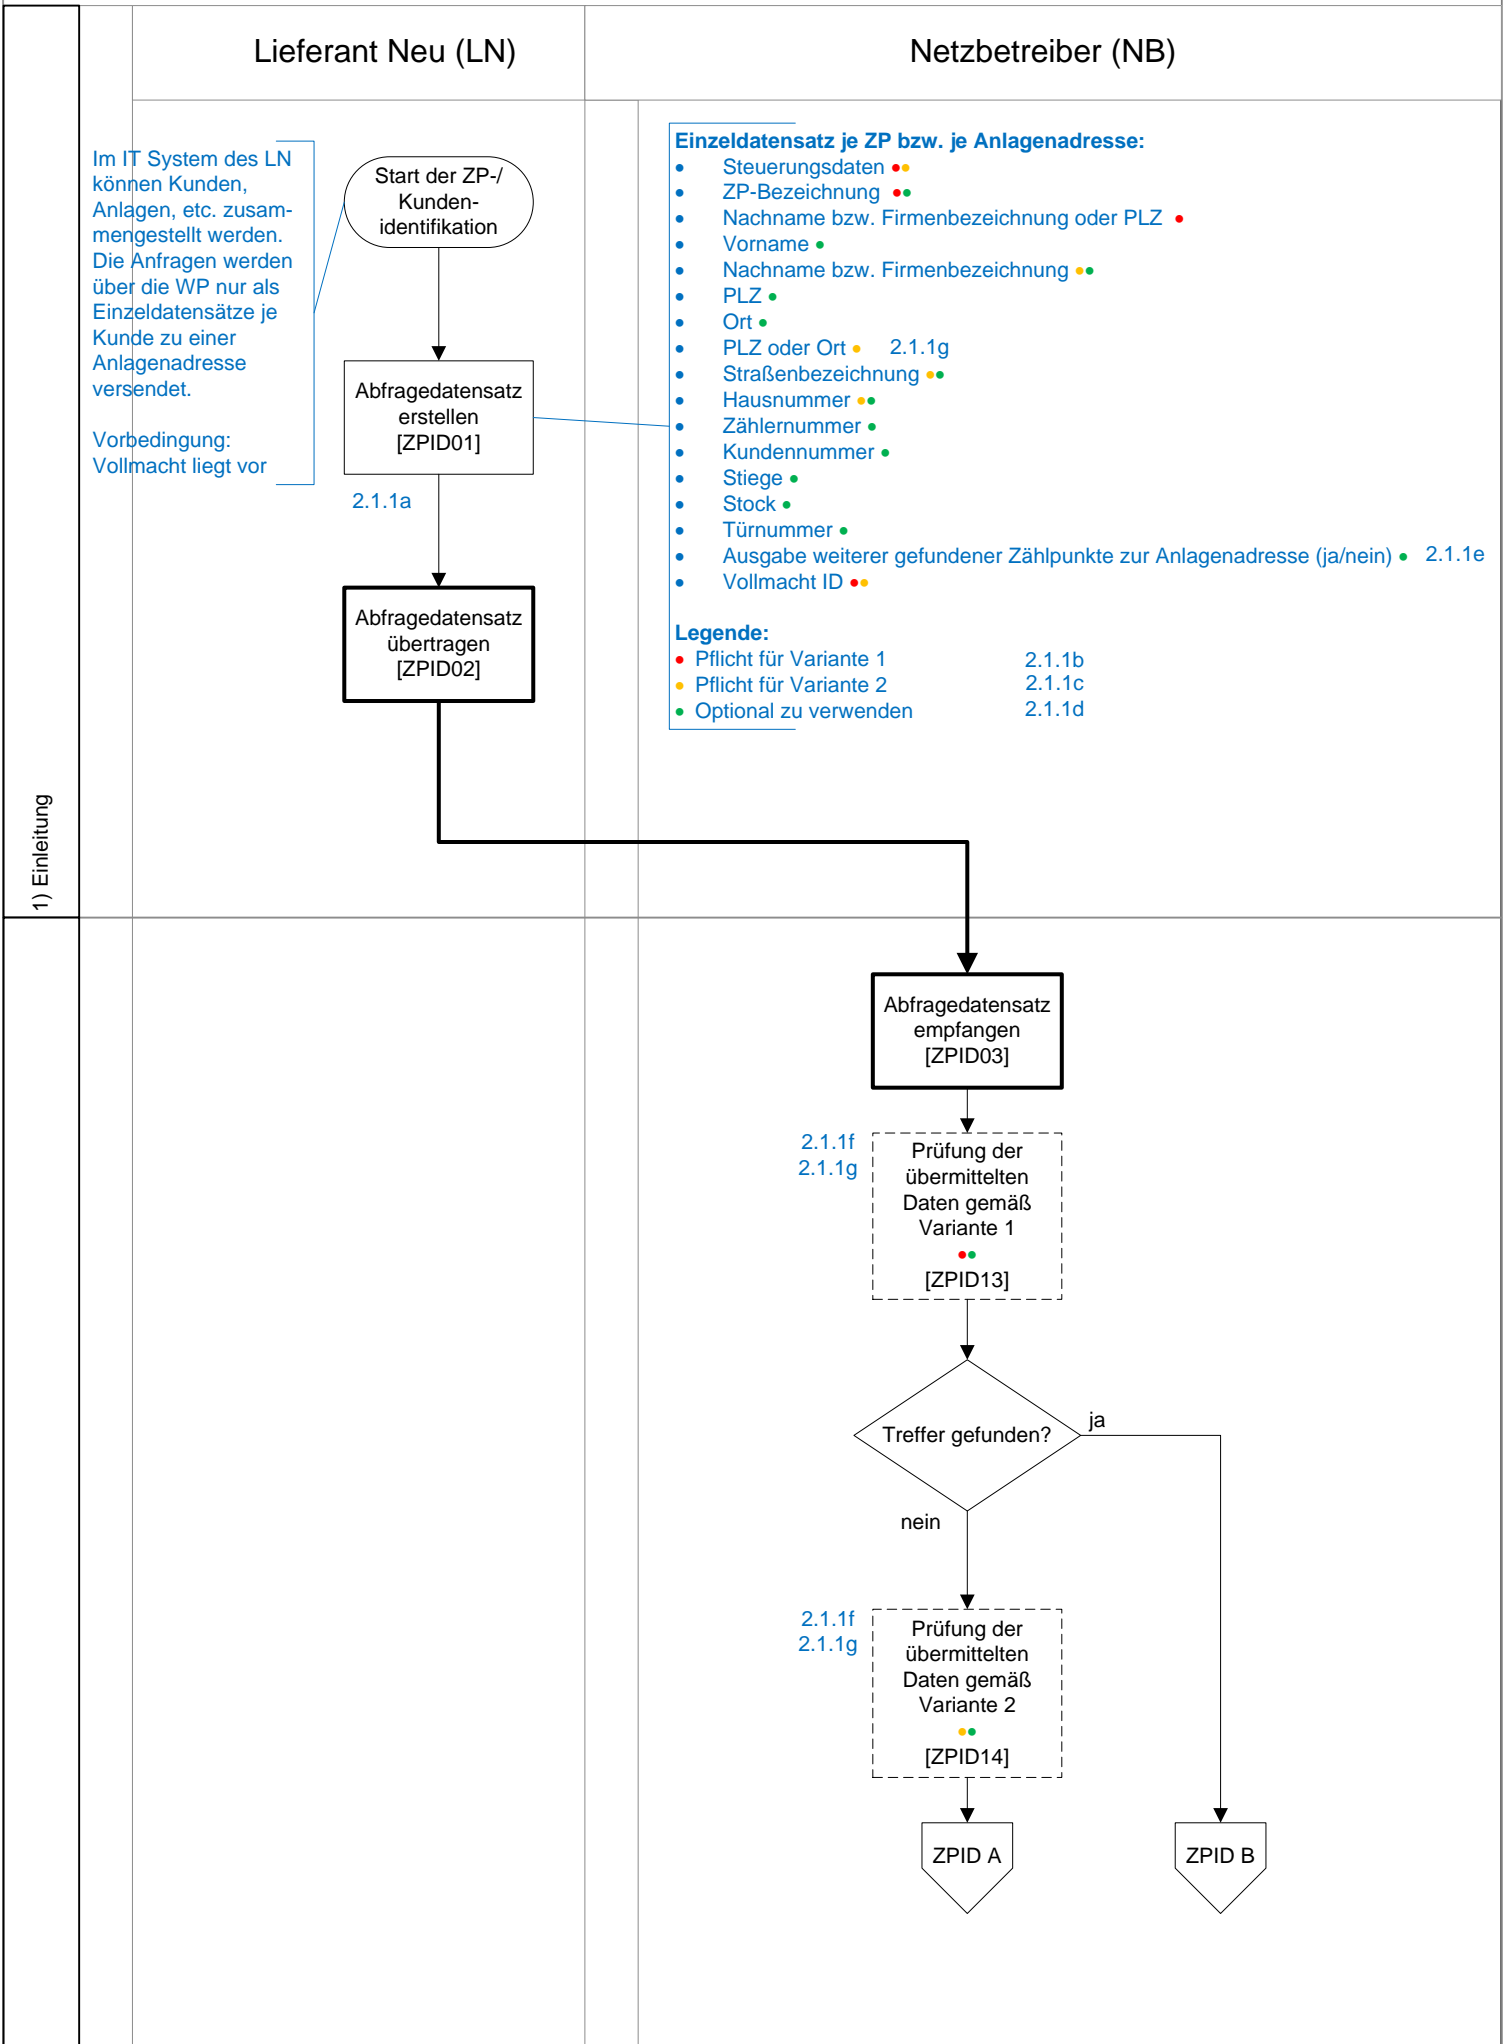 Lieferant Neu (LN)
Netzbetreiber (NB)
1) Einleitung
Im IT System des LN
können Kunden,
Anlagen, etc. zusam-
mengestellt werden.
Die Anfragen werden
über die WP nur als
Einzeldatensätze je
Kunde zu einer
Anlagenadresse
versendet.
Vorbedingung:
Vollmacht liegt vor
Start der ZP-/
Kunden-
identifikation
Abfragedatensatz
erstellen
[ZPID01]
2.1.1a
Abfragedatensatz
übertragen
[ZPID02]
Einzeldatensatz je ZP bzw. je Anlagenadresse:
• Steuerungsdaten ●●
• ZP-Bezeichnung ●●
• Nachname bzw. Firmenbezeichnung oder PLZ ●
• Vorname ●
• Nachname bzw. Firmenbezeichnung ●●
• PLZ ●
• Ort ●
• PLZ oder Ort ● 2.1.1g
• Straßenbezeichnung ●●
• Hausnummer ●●
• Zählernummer ●
• Kundennummer ●
• Stiege ●
• Stock ●
• Türnummer ●
• Ausgabe weiterer gefundener Zählpunkte zur Anlagenadresse (ja/nein) ● 2.1.1e
• Vollmacht ID ●●
Legende:
● Pflicht für Variante 1 2.1.1b
● Pflicht für Variante 2 2.1.1c
● Optional zu verwenden 2.1.1d
Abfragedatensatz
empfangen
[ZPID03]
2.1.1f
2.1.1g
Prüfung der
übermittelten
Daten gemäß
Variante 1
●●
[ZPID13]
Treffer gefunden?
ja
nein
2.1.1f
2.1.1g
Prüfung der
übermittelten
Daten gemäß
Variante 2
●●
[ZPID14]
ZPID A
ZPID B